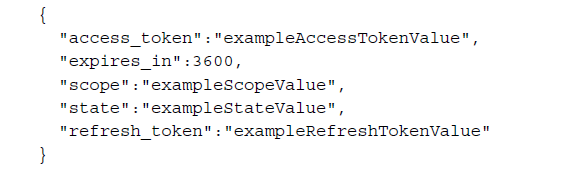 {
"access_token":"exampleAccessTokenValue",
"expires_in":3600,
"scope":"exampleScopeValue",
"state":"exampleStateValue",
"refresh_token":"exampleRefreshTokenValue"
}